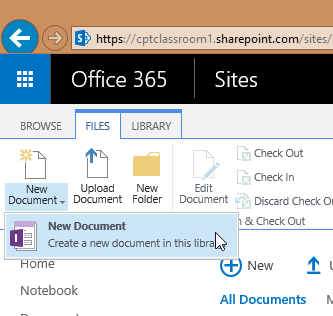 https://cptclassroom1.sharepoint.com/sites/
Office 365 Sites
BROWSE FILES LIBRARY
New Document
Upload Document
New Folder
Edit Document
Check Out
Check In
Discard Check
& Check Out
New Document
Create a new document in this
Home
New
Notebook
All Documents